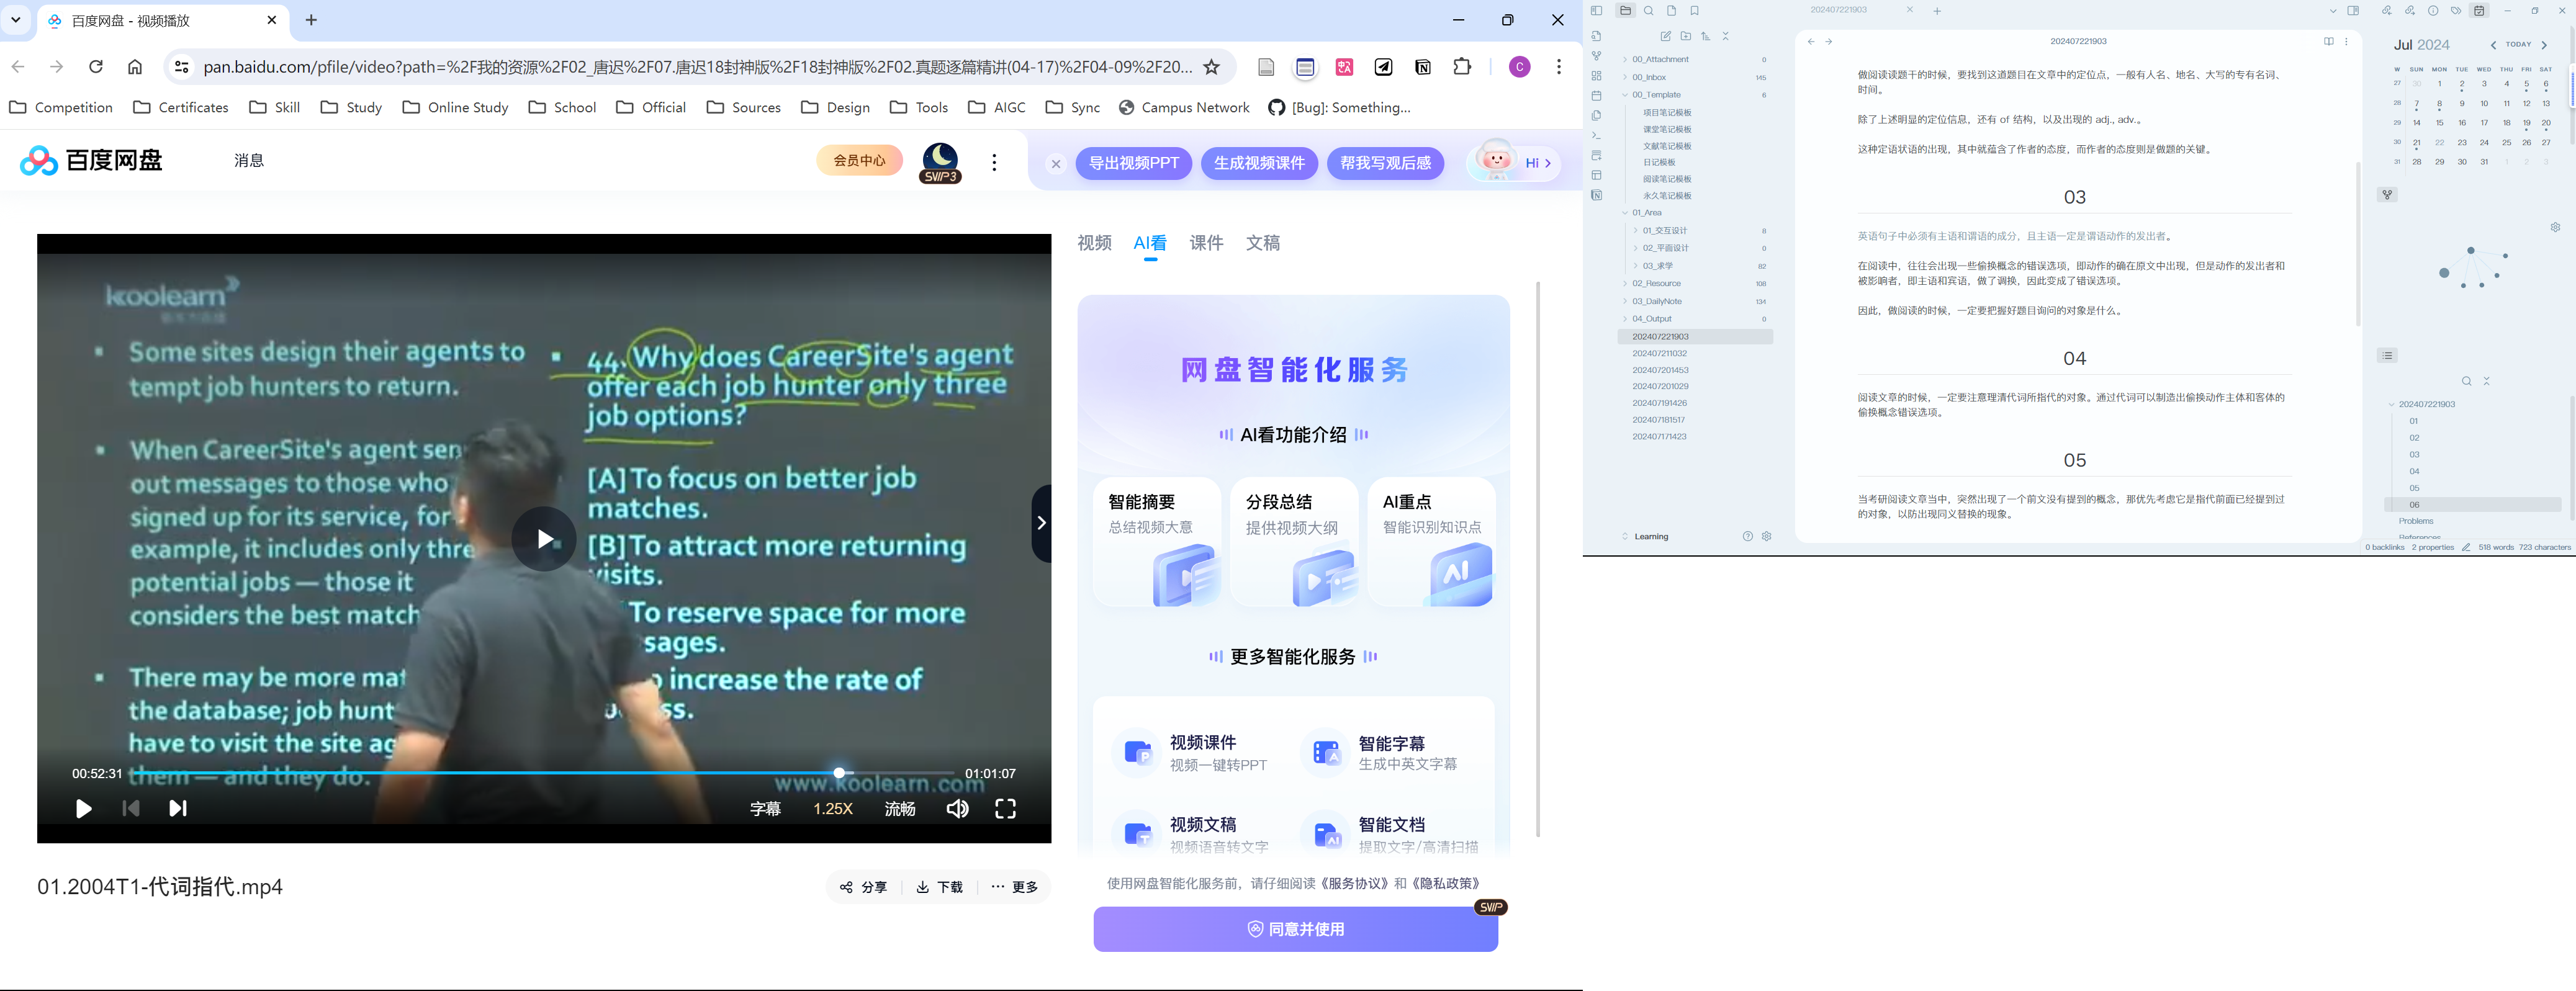 百度网盘 - 视频播放
pan.baidu.com/pfile/video?path=%2F我的资源%2F02_唐迟%2F07.唐迟18封神版%2F18封神版%2F02.真题逐篇精讲(04-17)%2F04-09%2F20...
Competition
Certificates
Skill
Study
Online Study
School
Official
Sources
Design
Tools
AIGC
Sync
Campus Network
[Bug]: Something...
百度网盘
消息
会员中心
SVIP3
导出视频PPT
生成视频课件
帮我写观后感
Hi
koolearn
Some sites design their agents to
tempt job hunters to return.
When CareerSite's agent sen
out messages to those who
signed up for its service, for
example, it includes only thre
potential jobs — those it
considers the best match
There may be more mat
the database; job hunt
have to visit the site ag
them — and they do.
44. Why does CareerSite's agent
offer each job hunter only three
job options?
[A] To focus on better job
matches.
[B] To attract more returning
visits.
To reserve space for more
sages.
o increase the rate of
ss.
www.koolearn.com
00:52:31
01:01:07
字幕
1.25X
流畅
01.2004T1-代词指代.mp4
分享
下载
更多
视频
AI看
课件
文稿
网盘智能化服务
AI看功能介绍
智能摘要
总结视频大意
分段总结
提供视频大纲
AI重点
智能识别知识点
更多智能化服务
视频课件
视频一键转PPT
智能字幕
生成中英文字幕
视频文稿
视频语音转文字
智能文档
提取文字/高清扫描
使用网盘智能化服务前，请仔细阅读《服务协议》和《隐私政策》
SVIP
同意并使用
202407221903
00_Attachment 0
00_Inbox 145
00_Template 6
项目笔记模板
课堂笔记模板
文献笔记模板
日记模板
阅读笔记模板
永久笔记模板
01_Area
01_交互设计 8
02_平面设计 0
03_求学 82
02_Resource 108
03_DailyNote 134
04_Output 0
202407221903
202407211032
202407201453
202407201029
202407191426
202407181517
202407171423
Learning
202407221903
做阅读读题干的时候，要找到这道题目在文章中的定位点，一般有人名、地名、大写的专有名词、
时间。
除了上述明显的定位信息，还有 of 结构，以及出现的 adj., adv.。
这种定语状语的出现，其中就蕴含了作者的态度，而作者的态度则是做题的关键。
03
英语句子中必须有主语和谓语的成分，且主语一定是谓语动作的发出者。
在阅读中，往往会出现一些偷换概念的错误选项，即动作的确在原文中出现，但是动作的发出者和
被影响者，即主语和宾语，做了调换，因此变成了错误选项。
因此，做阅读的时候，一定要把握好题目询问的对象是什么。
04
阅读文章的时候，一定要注意理清代词所指代的对象。通过代词可以制造出偷换动作主体和客体的
偷换概念错误选项。
05
当考研阅读文章当中，突然出现了一个前文没有提到的概念，那优先考虑它是指代前面已经提到过
的对象，以防出现同义替换的现象。
Jul 2024
TODAY
W SUN MON TUE WED THU FRI SAT
27 30 1 2 3 4 5 6
28 7 8 9 10 11 12 13
29 14 15 16 17 18 19 20
30 21 22 23 24 25 26 27
31 28 29 30 31 1 2 3
202407221903
01
02
03
04
05
06
Problems
References
0 backlinks
2 properties
518 words
723 characters